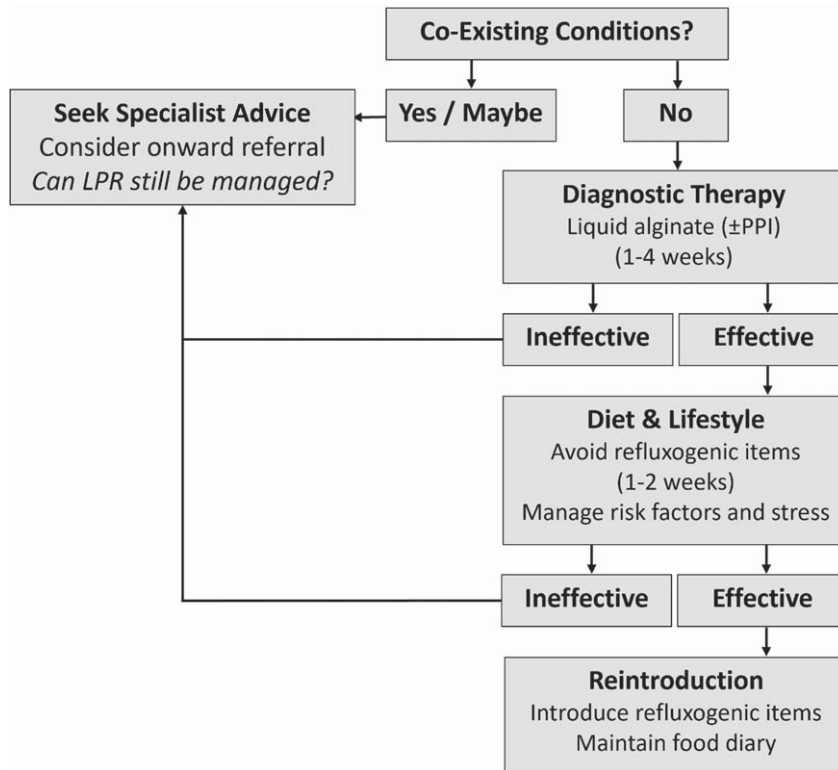 Co-Existing Conditions?
Yes / Maybe
No
Seek Specialist Advice
Consider onward referral
Can LPR still be managed?
Diagnostic Therapy
Liquid alginate (±PPI)
(1-4 weeks)
Ineffective
Effective
Diet & Lifestyle
Avoid refluxogenic items
(1-2 weeks)
Manage risk factors and stress
Ineffective
Effective
Reintroduction
Introduce refluxogenic items
Maintain food diary